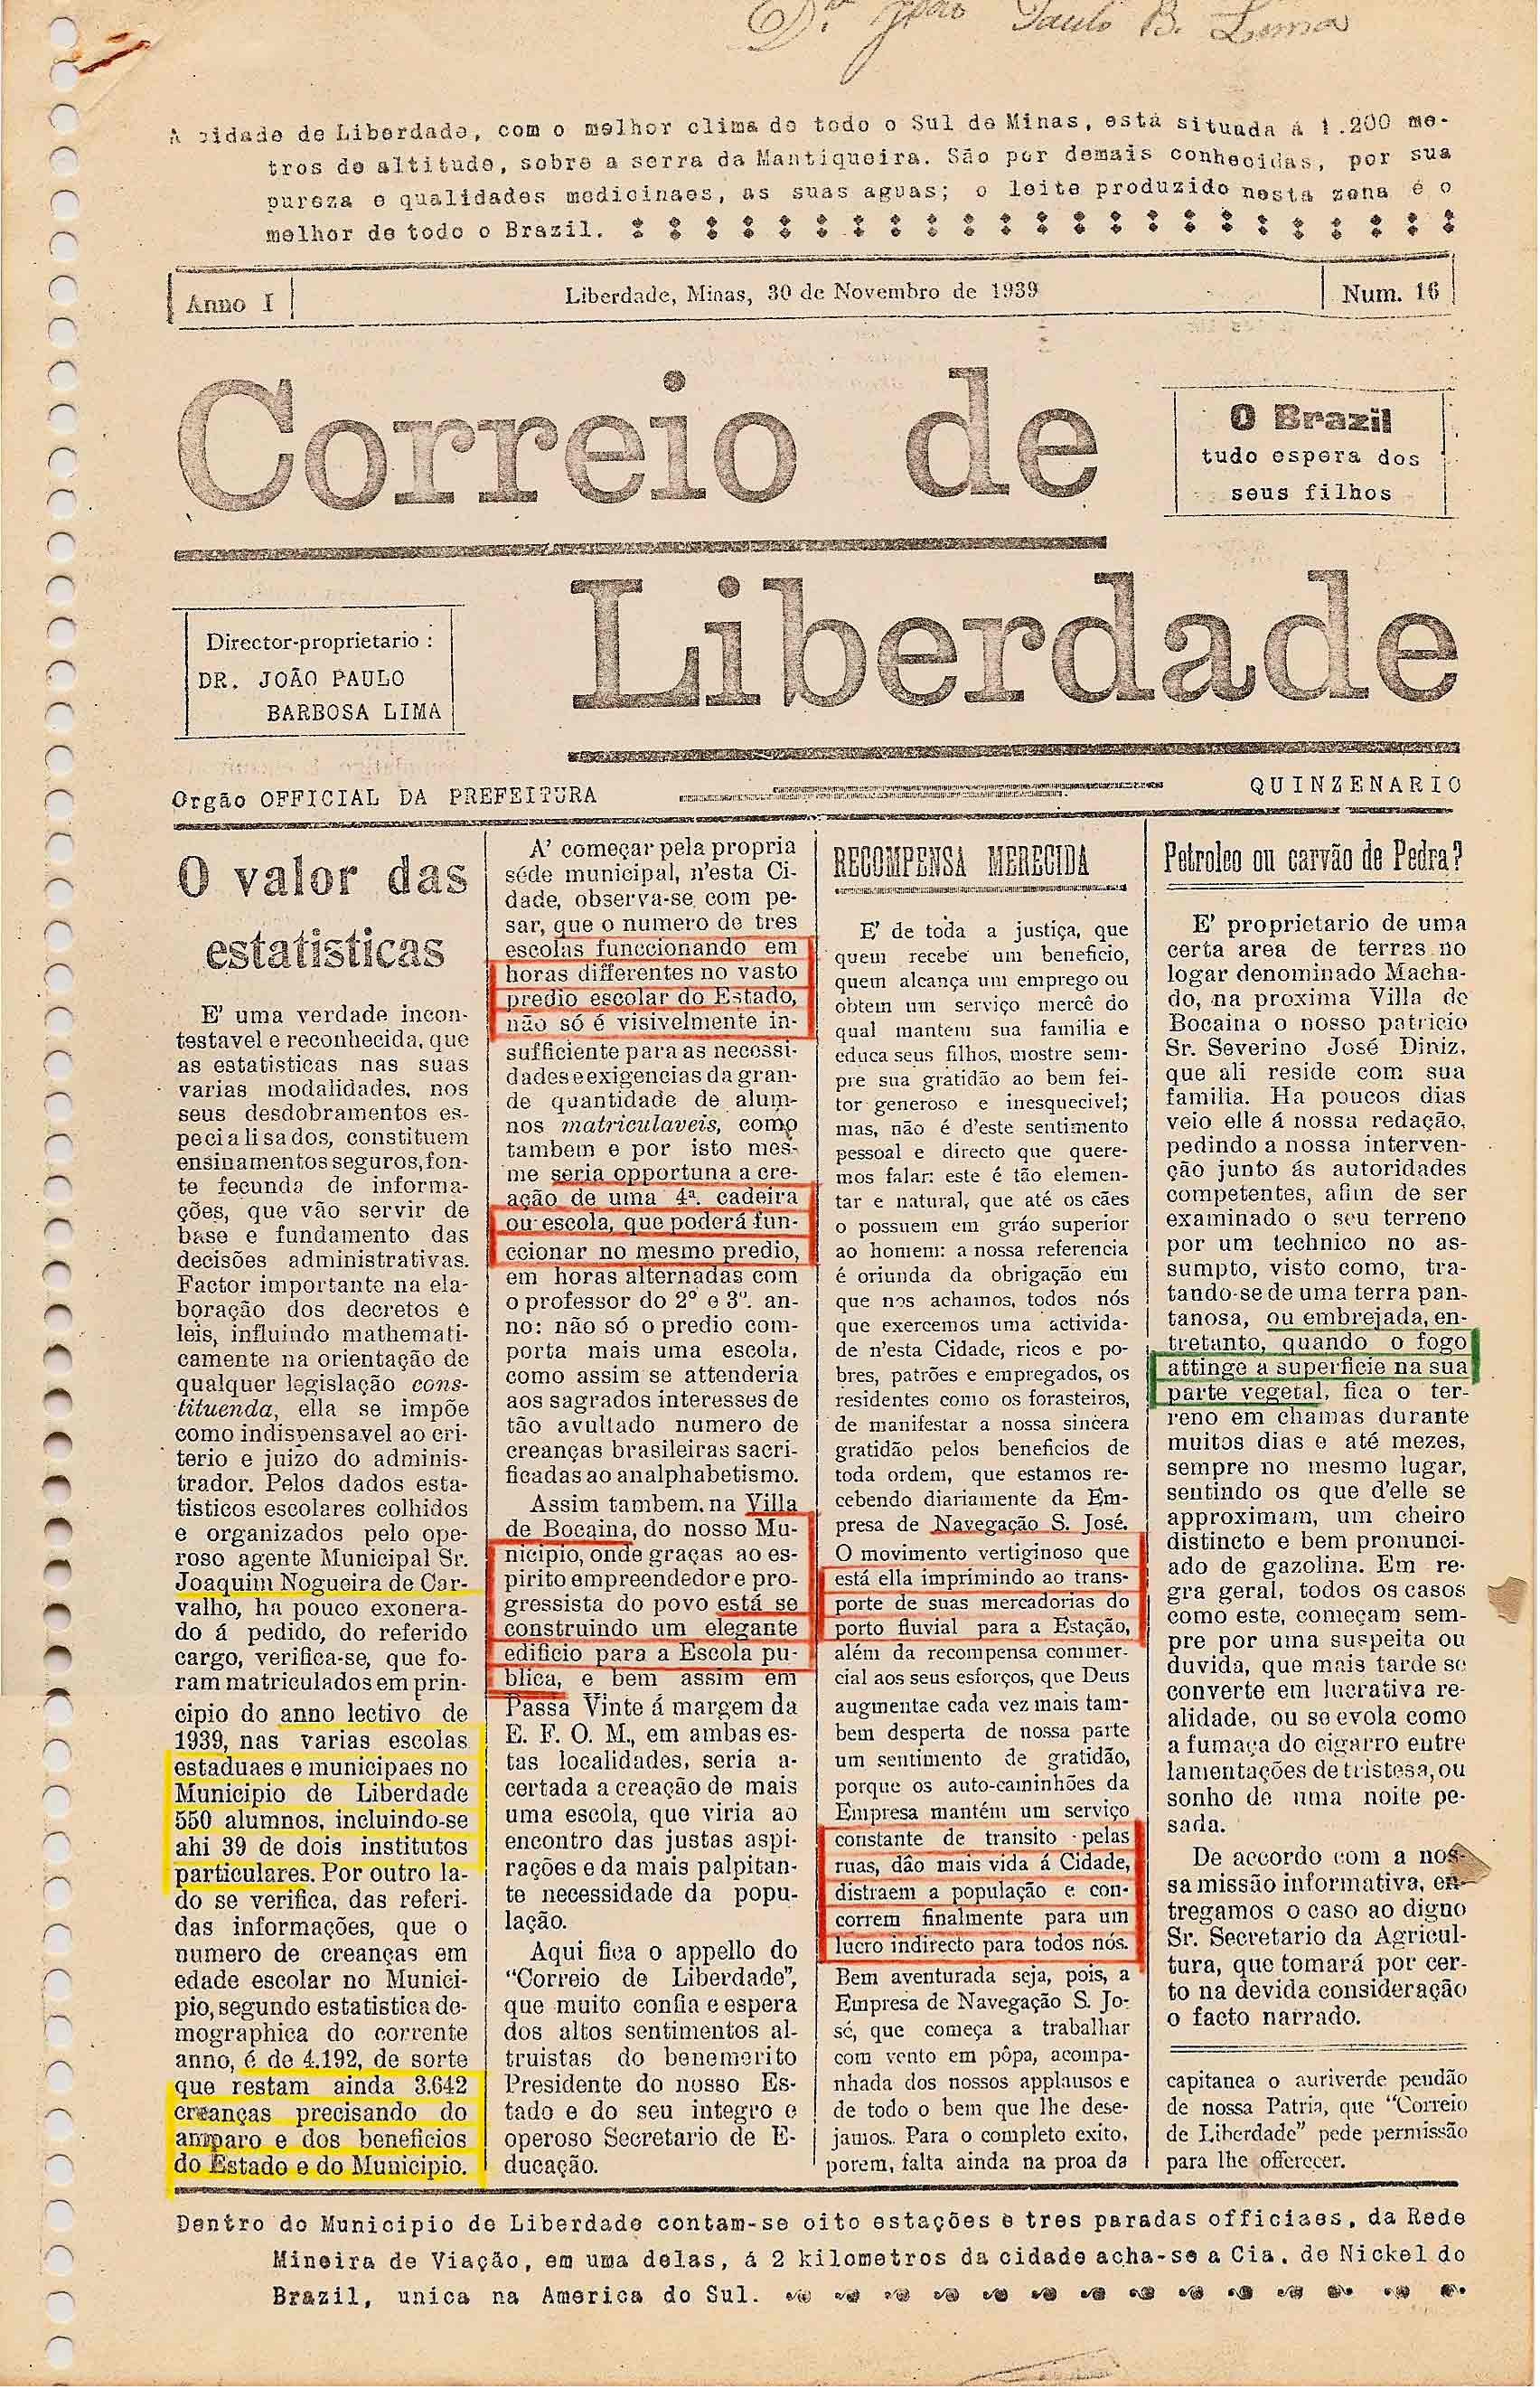 Dr. João Paulo B. Lima
A cidade de Liberdade, com o melhor clima de todo o Sul de Minas, está situada á 1.200 me-
tros de altitude, sobre a serra da Mantiqueira. São por demais conhecidas, por sua
pureza e qualidades medicinaes, as suas aguas; o leite produzido nesta zona é o
melhor de todo o Brazil.
Anno I
Liberdade, Minas, 30 de Novembro de 1939
Num. 16
Correio de
Liberdade
O Brazil
tudo espera dos
seus filhos
Director-proprietario :
DR. JOÃO PAULO
BARBOSA LIMA
Orgão OFFICIAL DA PREFEITURA
QUINZENARIO
O valor das
estatisticas
E' uma verdade incon-
testavel e reconhecida, que
as estatisticas nas suas
varias modalidades, nos
seus desdobramentos es-
pecialisados, constituem
ensinamentos seguros, fon-
te fecunda de informa-
ções, que vão servir de
base e fundamento das
decisões administrativas.
Factor importante na ela-
boração dos decretos e
leis, influindo mathemati-
camente na orientação de
qualquer legislação cons-
tituenda, ella se impõe
como indispensavel ao cri-
terio e juizo do adminis-
trador. Pelos dados esta-
tisticos escolares colhidos
e organizados pelo ope-
roso agente Municipal Sr.
Joaquim Nogueira de Car-
valho, ha pouco exonera-
do á pedido, do referido
cargo, verifica-se, que fo-
ram matriculados em prin-
cipio do anno lectivo de
1939, nas varias escolas
estaduaes e municipaes no
Municipio de Liberdade
550 alumnos, incluindo-se
ahi 39 de dois institutos
particulares. Por outro la-
do se verifica, das referi-
das informações, que o
numero de creanças em
edade escolar no Munici-
pio, segundo estatistica de-
mographica do corrente
anno, é de 4.192, de sorte
que restam ainda 3.642
creanças precisando do
amparo e dos beneficios
do Estado e do Municipio.
A' começar pela propria
séde municipal, n'esta Ci-
dade, observa-se com pe-
sar, que o numero de tres
escolas funccionando em
horas differentes no vasto
predio escolar do Estado,
não só é visivelmente in-
sufficiente para as necessi-
dades e exigencias da gran-
de quantidade de alum-
nos matriculaveis, como
tambem e por isto mes-
me seria opportuna a cre-
ação de uma 4ª. cadeira
ou escola, que poderá fun-
ccionar no mesmo predio,
em horas alternadas com
o professor do 2º e 3º. an-
no: não só o predio com-
porta mais uma escola,
como assim se attenderia
aos sagrados interesses de
tão avultado numero de
creanças brasileiras sacri-
ficadas ao analphabetismo.
Assim tambem, na Villa
de Bocaina, do nosso Mu-
nicipio, onde graças ao es-
pirito empreendedor e pro-
gressista do povo está se
construindo um elegante
edificio para a Escola pu-
blica, e bem assim em
Passa Vinte á margem da
E. F. O. M., em ambas es-
tas localidades, seria a-
certada a creação de mais
uma escola, que viria ao
encontro das justas aspi-
rações e da mais palpitan-
te necessidade da popu-
lação.
Aqui fica o appello do
"Correio de Liberdade",
que muito confia e espera
dos altos sentimentos al-
truistas do benemerito
Presidente do nosso Es-
tado e do seu integro e
operoso Secretario de E-
ducação.
RECOMPENSA MERECIDA
E' de toda a justiça, que
quem recebe um beneficio,
quem alcança um emprego ou
obtem um serviço mercê do
qual mantem sua familia e
educa seus filhos, mostre sem-
pre sua gratidão ao bem fei-
tor generoso e inesquecivel;
mas, não é d'este sentimento
pessoal e directo que quere-
mos falar: este é tão elemen-
tar e natural, que até os cães
o possuem em gráo superior
ao homem: a nossa referencia
é oriunda da obrigação em
que nos achamos, todos nós
que exercemos uma activida-
de n'esta Cidade, ricos e po-
bres, patrões e empregados, os
residentes como os forasteiros,
de manifestar a nossa sincera
gratidão pelos beneficios de
toda ordem, que estamos re-
cebendo diariamente da Em-
presa de Navegação S. José.
O movimento vertiginoso que
está ella imprimindo ao trans-
porte de suas mercadorias do
porto fluvial para a Estação,
além da recompensa commer-
cial aos seus esforços, que Deus
augmentae cada vez mais tam-
bem desperta de nossa parte
um sentimento de gratidão,
porque os auto-caminhões da
Empresa mantém um serviço
constante de transito pelas
ruas, dão mais vida á Cidade,
distraem a população e con-
correm finalmente para um
lucro indirecto para todos nós.
Bem aventurada seja, pois, a
Empresa de Navegação S. Jo-
sé, que começa a trabalhar
com vento em pôpa, acompa-
nhada dos nossos applausos e
de todo o bem que lhe dese-
jamos. Para o completo exito,
porem, falta ainda na proa da
Petroleo ou carvão de Pedra?
E' proprietario de uma
certa area de terras no
logar denominado Macha-
do, na proxima Villa de
Bocaina o nosso patricio
Sr. Severino José Diniz,
que ali reside com sua
familia. Ha poucos dias
veio elle á nossa redação,
pedindo a nossa interven-
ção junto ás autoridades
competentes, afim de ser
examinado o seu terreno
por um technico no as-
sumpto, visto como, tra-
tando-se de uma terra pan-
tanosa, ou embrejada, en-
tretanto, quando o fogo
attinge a superficie na sua
parte vegetal, fica o ter-
reno em chamas durante
muitos dias e até mezes,
sempre no mesmo lugar,
sentindo os que d'elle se
approximam, um cheiro
distincto e bem pronunci-
ado de gazolina. Em re-
gra geral, todos os casos
como este, começam sem-
pre por uma suspeita ou
duvida, que mais tarde se
converte em lucrativa re-
alidade, ou se evola como
a fumaça do cigarro entre
lamentações de tristesa, ou
sonho de uma noite pe-
sada.
De accordo com a nos-
sa missão informativa, en-
tregamos o caso ao digno
Sr. Secretario da Agricul-
tura, que tomará por cer-
to na devida consideração
o facto narrado.
capitanea o auriverde pendão
de nossa Patria, que "Correio
de Liberdade" pede permissão
para lhe offerecer.
Dentro do Municipio de Liberdade contam-se oito estações e tres paradas officiaes, da Rede
Mineira de Viação, em uma delas, á 2 kilometros da cidade acha-se a Cia. de Nickel do
Brazil, unica na America do Sul.